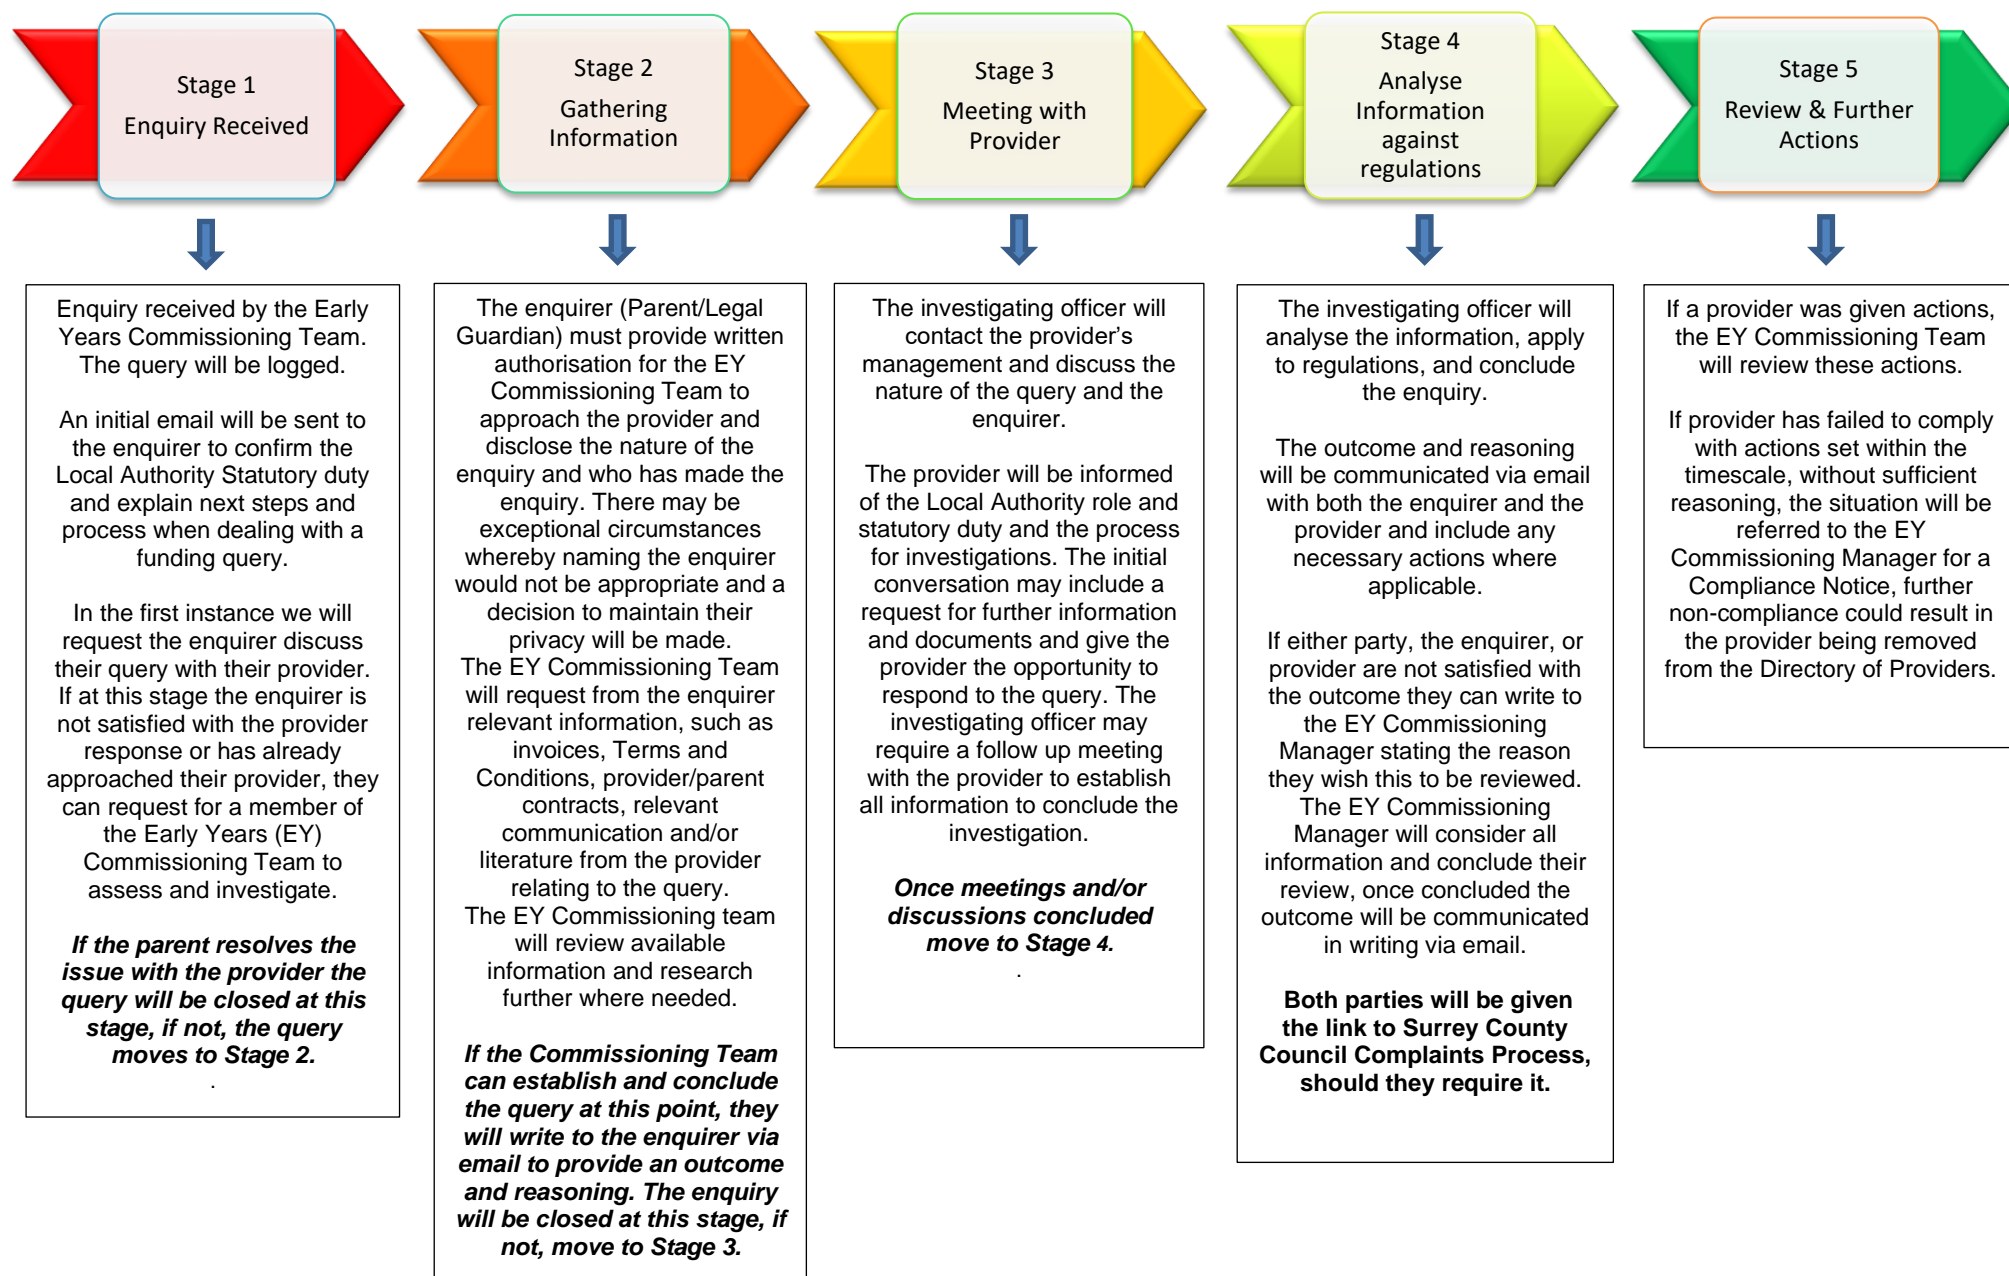 Stage 1
Enquiry Received
Stage 2
Gathering
Information
Stage 3
Meeting with
Provider
Stage 4
Analyse
Information
against
regulations
Stage 5
Review & Further
Actions
Enquiry received by the Early
Years Commissioning Team.
The query will be logged.
An initial email will be sent to
the enquirer to confirm the
Local Authority Statutory duty
and explain next steps and
process when dealing with a
funding query.
In the first instance we will
request the enquirer discuss
their query with their provider.
If at this stage the enquirer is
not satisfied with the provider
response or has already
approached their provider, they
can request for a member of
the Early Years (EY)
Commissioning Team to
assess and investigate.
If the parent resolves the
issue with the provider the
query will be closed at this
stage, if not, the query
moves to Stage 2.
.
The enquirer (Parent/Legal
Guardian) must provide written
authorisation for the EY
Commissioning Team to
approach the provider and
disclose the nature of the
enquiry and who has made the
enquiry. There may be
exceptional circumstances
whereby naming the enquirer
would not be appropriate and a
decision to maintain their
privacy will be made.
The EY Commissioning Team
will request from the enquirer
relevant information, such as
invoices, Terms and
Conditions, provider/parent
contracts, relevant
communication and/or
literature from the provider
relating to the query.
The EY Commissioning team
will review available
information and research
further where needed.
If the Commissioning Team
can establish and conclude
the query at this point, they
will write to the enquirer via
email to provide an outcome
and reasoning. The enquiry
will be closed at this stage, if
not, move to Stage 3.
The investigating officer will
contact the provider's
management and discuss the
nature of the query and the
enquirer.
The provider will be informed
of the Local Authority role and
statutory duty and the process
for investigations. The initial
conversation may include a
request for further information
and documents and give the
provider the opportunity to
respond to the query. The
investigating officer may
require a follow up meeting
with the provider to establish
all information to conclude the
investigation.
Once meetings and/or
discussions concluded
move to Stage 4.
.
The investigating officer will
analyse the information, apply
to regulations, and conclude
the enquiry.
The outcome and reasoning
will be communicated via email
with both the enquirer and the
provider and include any
necessary actions where
applicable.
If either party, the enquirer, or
provider are not satisfied with
the outcome they can write to
the EY Commissioning
Manager stating the reason
they wish this to be reviewed.
The EY Commissioning
Manager will consider all
information and conclude their
review, once concluded the
outcome will be communicated
in writing via email.
Both parties will be given
the link to Surrey County
Council Complaints Process,
should they require it.
If a provider was given actions,
the EY Commissioning Team
will review these actions.
If provider has failed to comply
with actions set within the
timescale, without sufficient
reasoning, the situation will be
referred to the EY
Commissioning Manager for a
Compliance Notice, further
non-compliance could result in
the provider being removed
from the Directory of Providers.